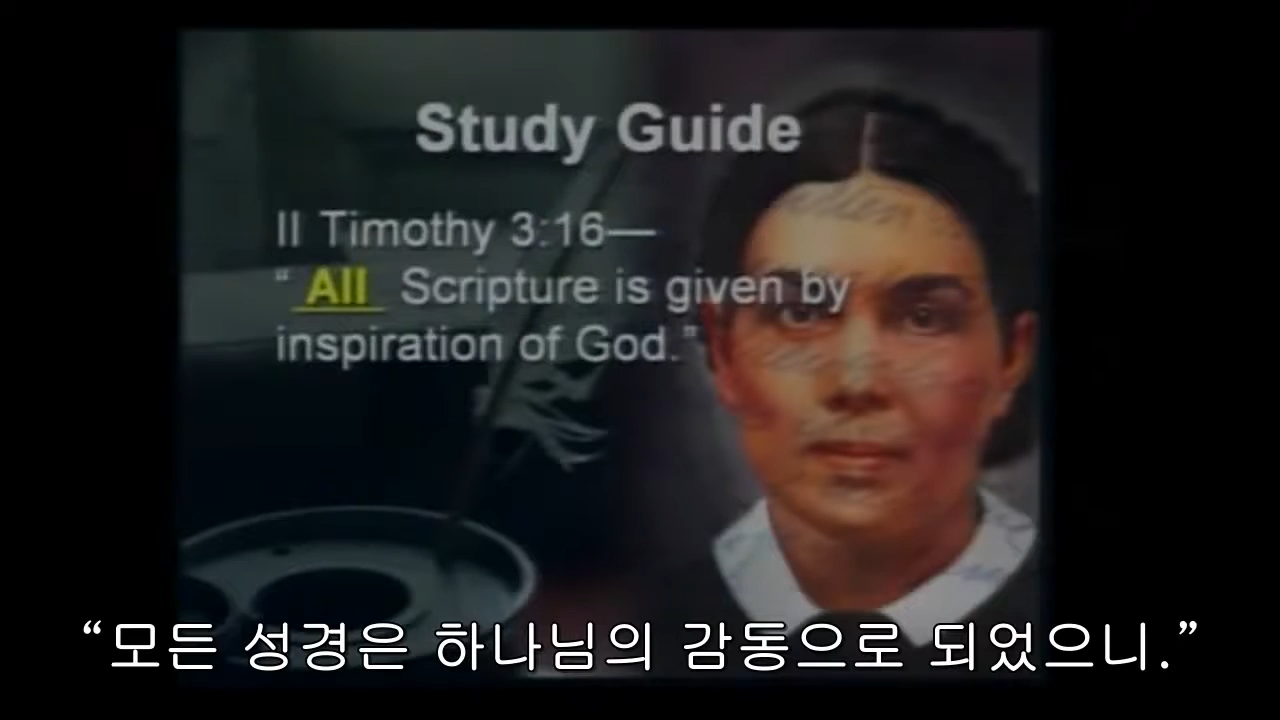 Study Guide
II Timothy 3:16—
“ All Scripture is given by
inspiration of God.”
“모든 성경은 하나님의 감동으로 되었으니.”